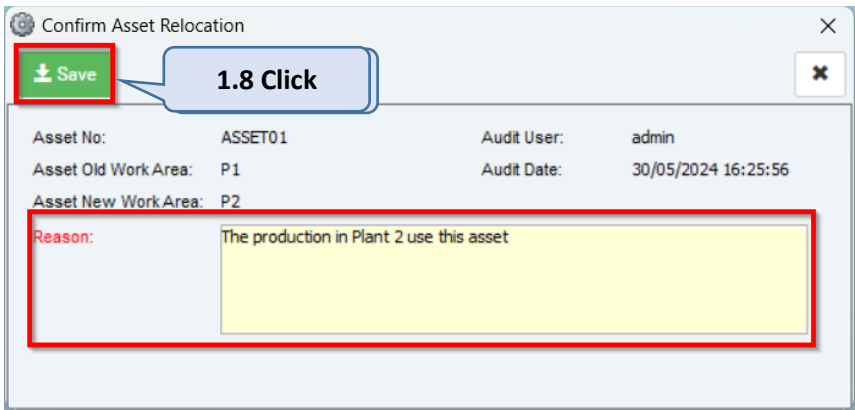 Confirm Asset Relocation
Save
1.8 Click
Asset No: ASSET01 Audit User: admin
Asset Old Work Area: P1 Audit Date: 30/05/2024 16:25:56
Asset New Work Area: P2
Reason: The production in Plant 2 use this asset